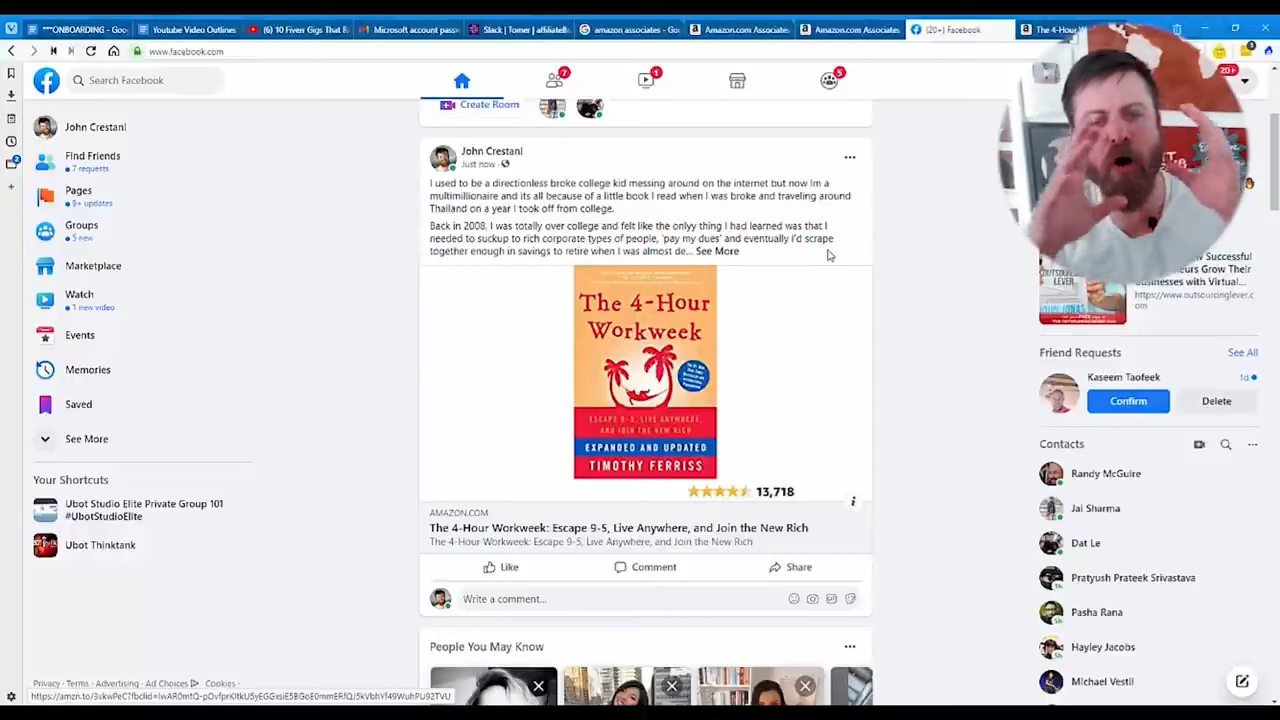 ***ONBOARDING - Goo
Youtube Video Outlines
(6) 10 Fiverr Gigs That R
Microsoft account pass
Slack | Tomer | affiliateB
amazon associates - Go
Amazon.com Associate
Amazon.com Associates
(20+) Facebook
The 4-Hour W
www.facebook.com
Search Facebook
7
1
5
20+
Create Room
John Crestani
Find Friends
7 requests
Pages
9+ updates
Groups
5 new
Marketplace
Watch
1 new video
Events
Memories
Saved
See More
Your Shortcuts
Ubot Studio Elite Private Group 101
#UbotStudioElite
Ubot Thinktank
Privacy · Terms · Advertising · Ad Choices · Cookies ·
John Crestani
Just now ·
I used to be a directionless broke college kid messing around on the internet but now Im a
multimillionaire and its all because of a little book I read when I was broke and traveling around
Thailand on a year I took off from college.
Back in 2008, I was totally over college and felt like the onlyy thing I had learned was that I
needed to suckup to rich corporate types of people, 'pay my dues' and eventually i'd scrape
together enough in savings to retire when I was almost de... See More
The 4-Hour
Workweek
ESCAPE 9-5, LIVE ANYWHERE,
AND JOIN THE NEW RICH
EXPANDED AND UPDATED
TIMOTHY FERRISS
13,718
AMAZON.COM
The 4-Hour Workweek: Escape 9-5, Live Anywhere, and Join the New Rich
The 4-Hour Workweek: Escape 9-5, Live Anywhere, and Join the New Rich
Like
Comment
Share
Write a comment...
People You May Know
w Successful
eurs Grow Their
usinesses with Virtual...
https://www.outsourcinglever.c
om
Friend Requests
See All
Kaseem Taofeek
1d
Confirm
Delete
Contacts
Randy McGuire
Jai Sharma
Dat Le
Pratyush Prateek Srivastava
Pasha Rana
Hayley Jacobs
Michael Vestil